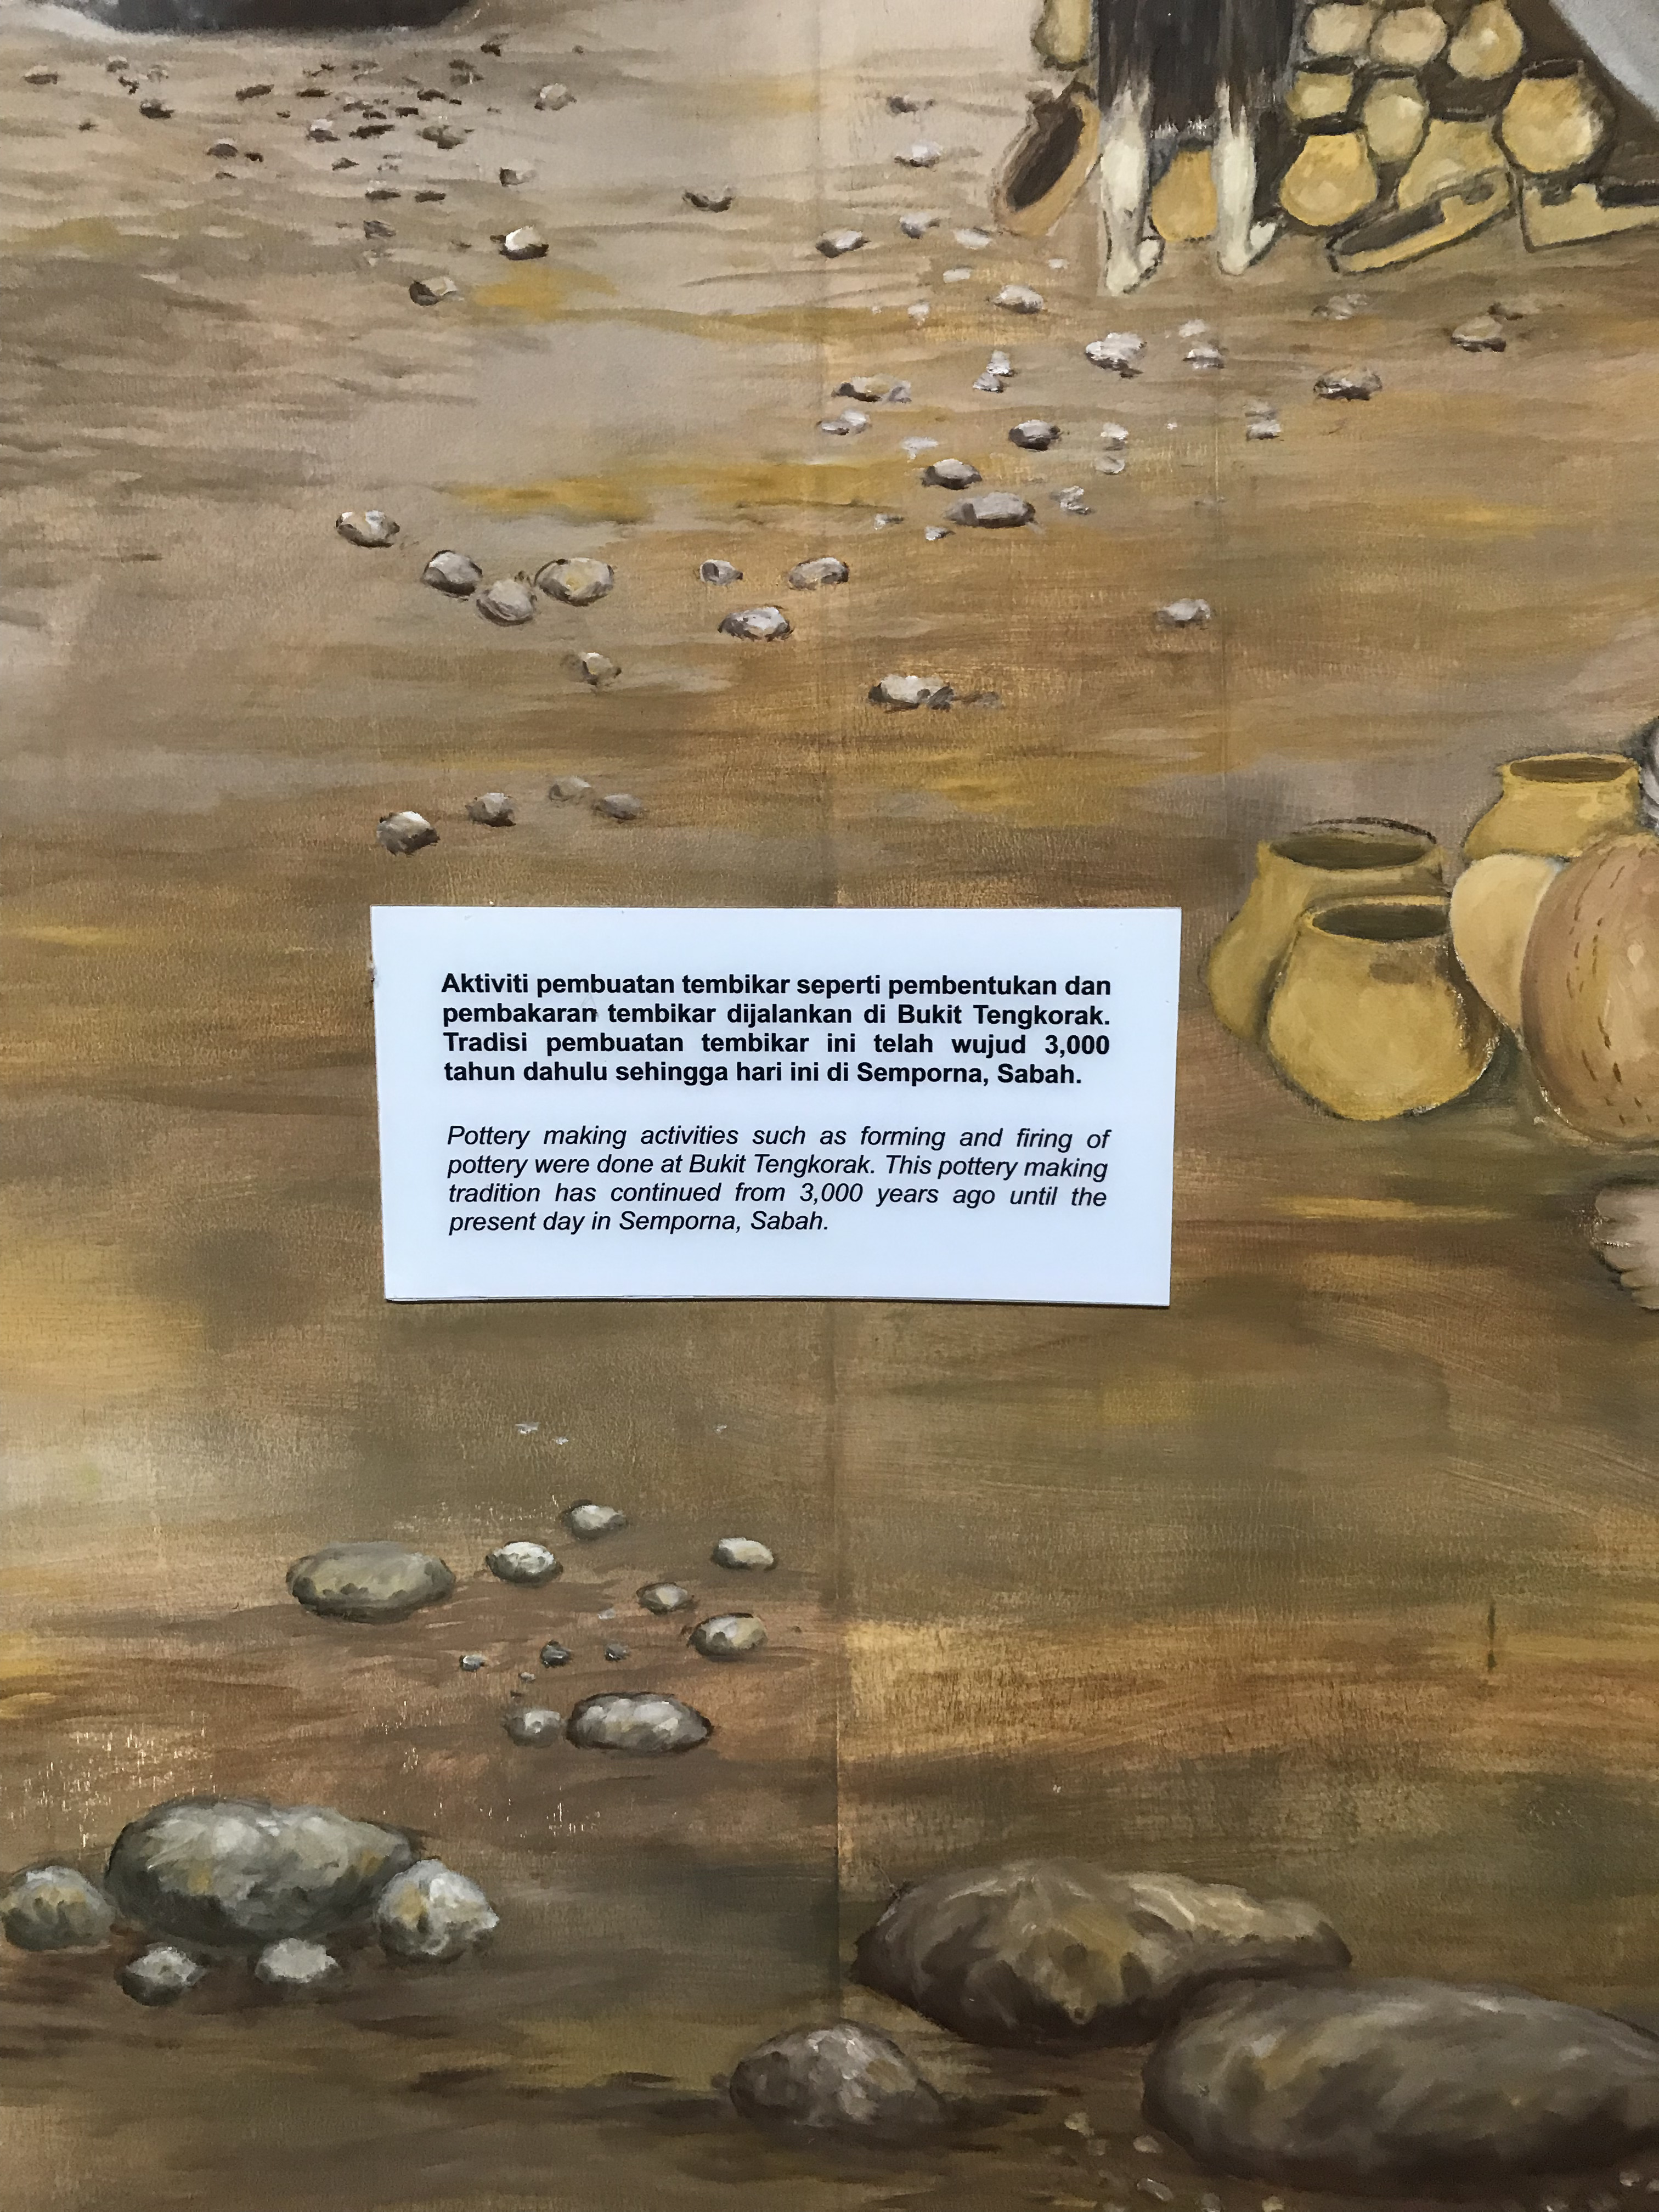 Aktiviti pembuatan tembikar seperti pembentukan dan
pembakaran tembikar dijalankan di Bukit Tengkorak.
Tradisi pembuatan tembikar ini telah wujud 3,000
tahun dahulu sehingga hari ini di Semporna, Sabah.
Pottery making activities such as forming and firing of
pottery were done at Bukit Tengkorak. This pottery making
tradition has continued from 3,000 years ago until the
present day in Semporna, Sabah.